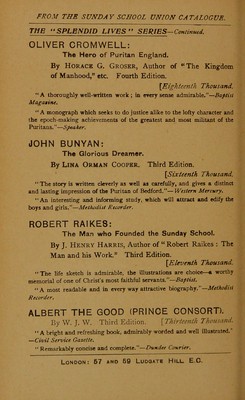 FROM THE SUNDAY SCHOOL UNION CATALOGUE.
THE "SPLENDID LIVES" SERIES—Continued.
OLIVER CROMWELL:
The Hero of Puritan England.
By HORACE G. GROSER, Author of "The Kingdom
of Manhood," etc. Fourth Edition.
[Eighteenth Thousand.
"A thoroughly well-written work; in every sense admirable."—Baptist
Magazine.
"A monograph which seeks to do justice alike to the lofty character and
the epoch-making achievements of the greatest and most militant of the
Puritans."—Speaker.
JOHN BUNYAN:
The Glorious Dreamer.
By LINA ORMAN COOPER. Third Edition.
[Sixteenth Thousand.
"The story is written cleverly as well as carefully, and gives a distinct
and lasting impression of the Puritan of Bedford."—Western Mercury.
"An interesting and informing study, which will attract and edify the
boys and girls."—Methodist Recorder.
ROBERT RAIKES:
The Man who Founded the Sunday School.
By J. HENRY HARRIS, Author of "Robert Raikes: The
Man and his Work." Third Edition.
[Eleventh Thousand.
"The life sketch is admirable, the illustrations are choice—a worthy
memorial of one of Christ's most faithful servants."—Baptist.
"A most readable and in every way attractive biography."—Methodist
Recorder.
ALBERT THE GOOD (PRINCE CONSORT).
By W. J. W. Third Edition. [Thirteenth Thousand.
"A bright and refreshing book, admirably worded and well illustrated."
—Civil Service Gazette.
"Remarkably concise and complete."—Dundee Courier.
LONDON: 57 AND 59 LUDGATE HILL, E.C.